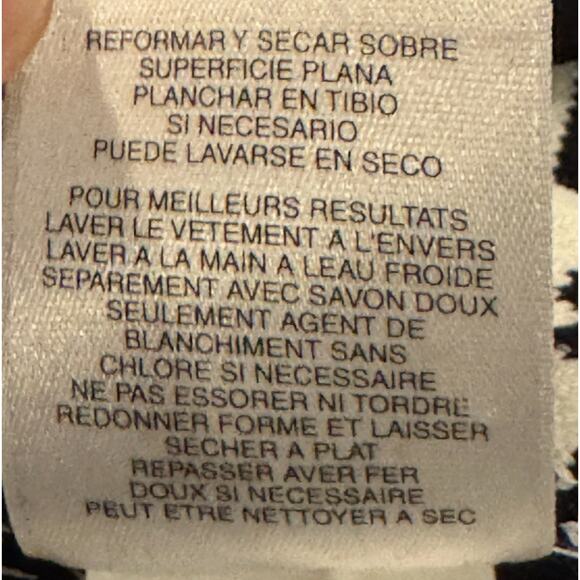 REFORMAR Y SECAR SOBRE
SUPERFICIE PLANA
PLANCHAR EN TIBIO
SI NECESARIO
PUEDE LAVARSE EN SECO
POUR MEILLEURS RESULTATS
LAVER LE VETEMENT A L'ENVERS
LAVER A LA MAIN A LEAU FROIDE
SEPAREMENT AVEC SAVON DOUX
SEULEMENT AGENT DE
BLANCHIMENT SANS
CHLORE SI NECESSAIRE
NE PAS ESSORER NI TORDRE
REDONNER FORME ET LAISSER
SECHER A PLAT
REPASSER AVER FER
DOUX SI NECESSAIRE
PEUT ETRE NETTOYER A SEC